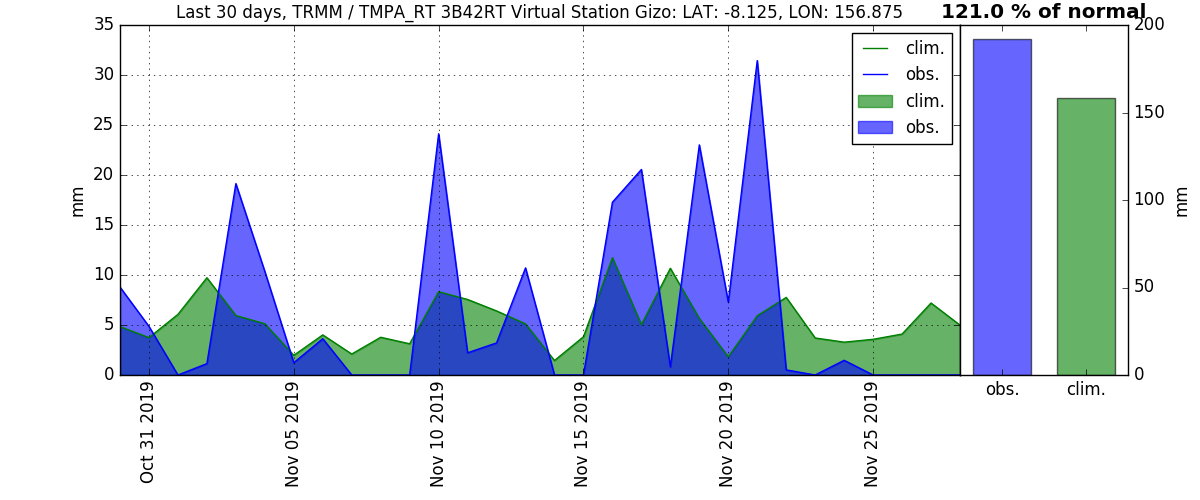 Last 30 days, TRMM / TMPA_RT 3B42RT Virtual Station Gizo: LAT: -8.125, LON: 156.875
121.0 % of normal
35
30
25
20
15
10
5
0
mm
clim.
obs.
clim.
obs.
Oct 31 2019
Nov 05 2019
Nov 10 2019
Nov 15 2019
Nov 20 2019
Nov 25 2019
200
150
100
50
0
mm
obs.
clim.